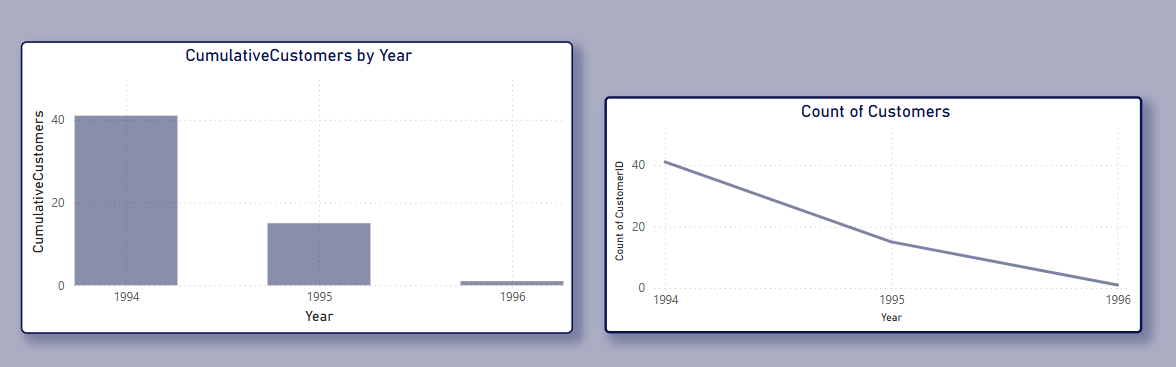 CumulativeCustomers by Year
CumulativeCustomers
40
20
0
1994 1995 1996
Year
Count of Customers
Count of CustomerID
40
20
0
1994 1995 1996
Year